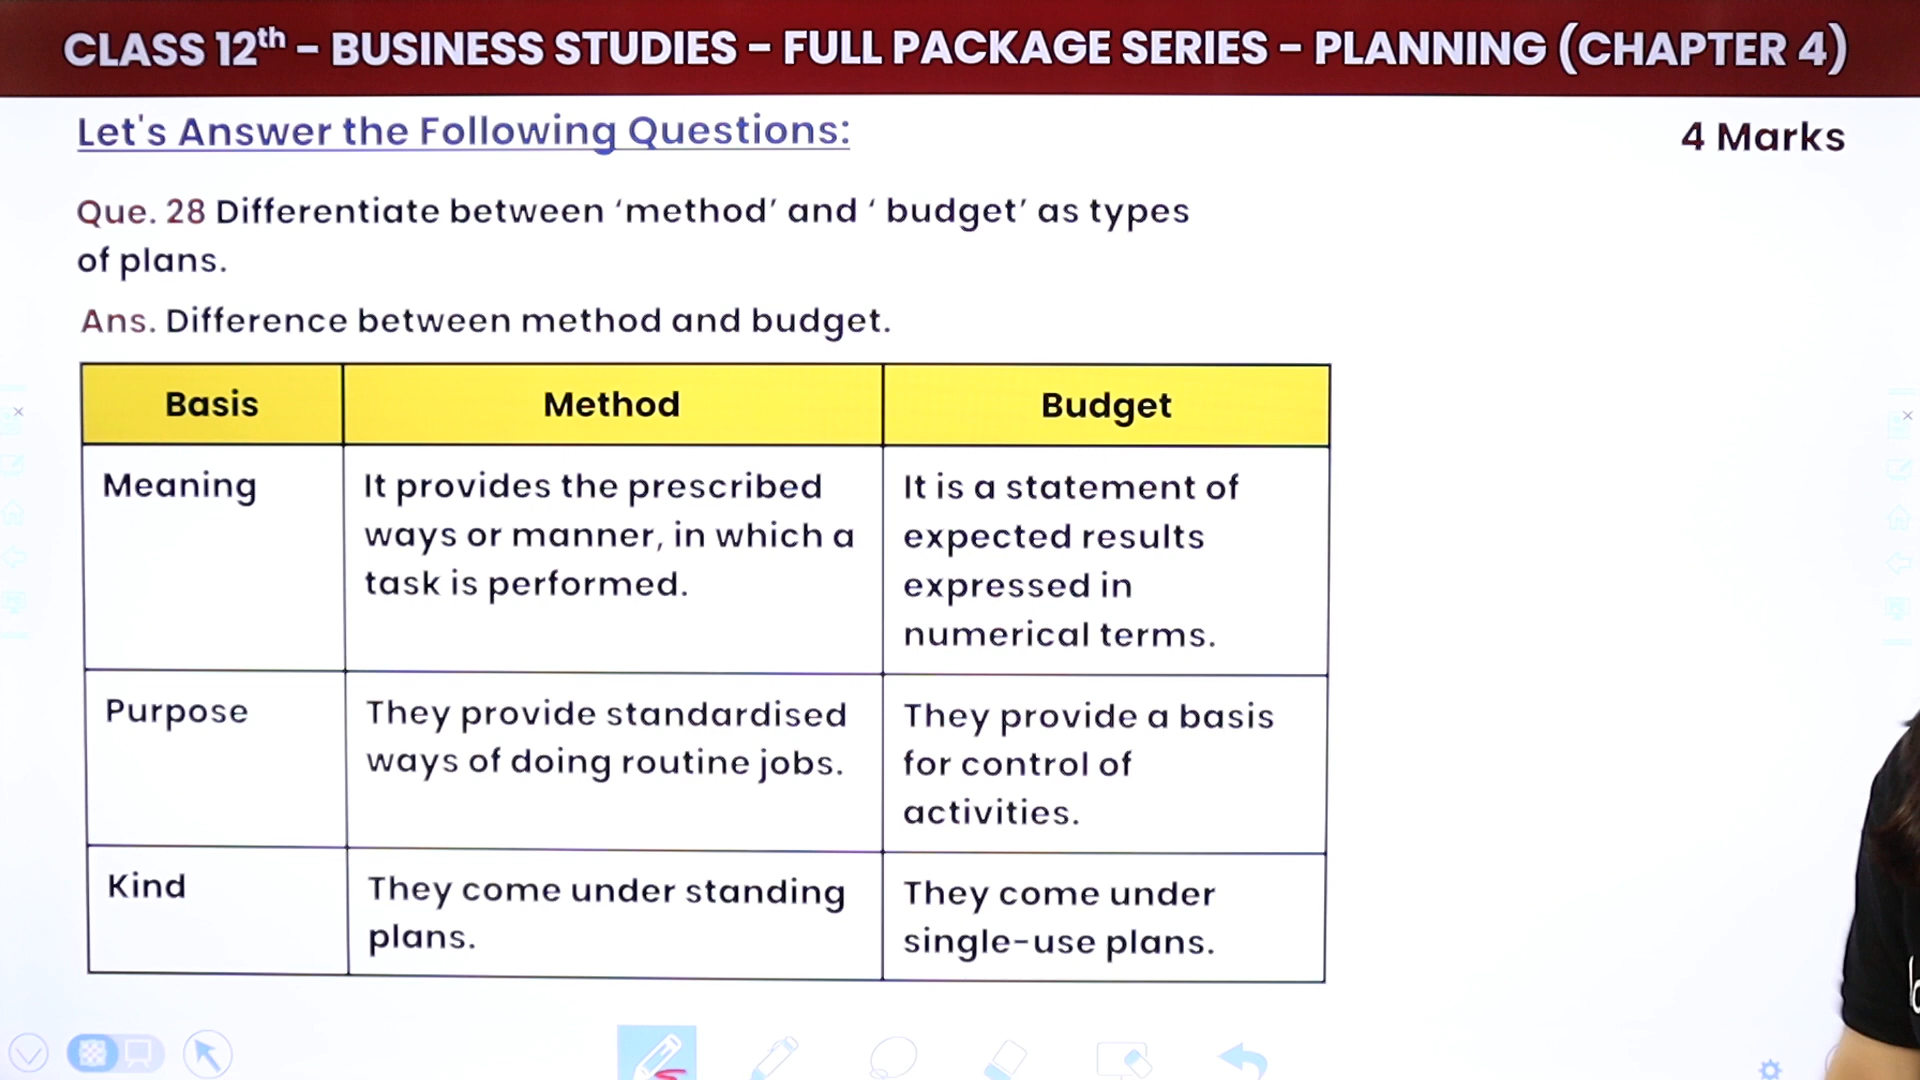 CLASS 12th – BUSINESS STUDIES – FULL PACKAGE SERIES – PLANNING (CHAPTER 4)
Let's Answer the Following Questions:
4 Marks
Que. 28 Differentiate between ‘method’ and ‘ budget’ as types
of plans.
Ans. Difference between method and budget.
Basis
Method
Budget
Meaning
It provides the prescribed
ways or manner, in which a
task is performed.
It is a statement of
expected results
expressed in
numerical terms.
Purpose
They provide standardised
ways of doing routine jobs.
They provide a basis
for control of
activities.
Kind
They come under standing
plans.
They come under
single-use plans.